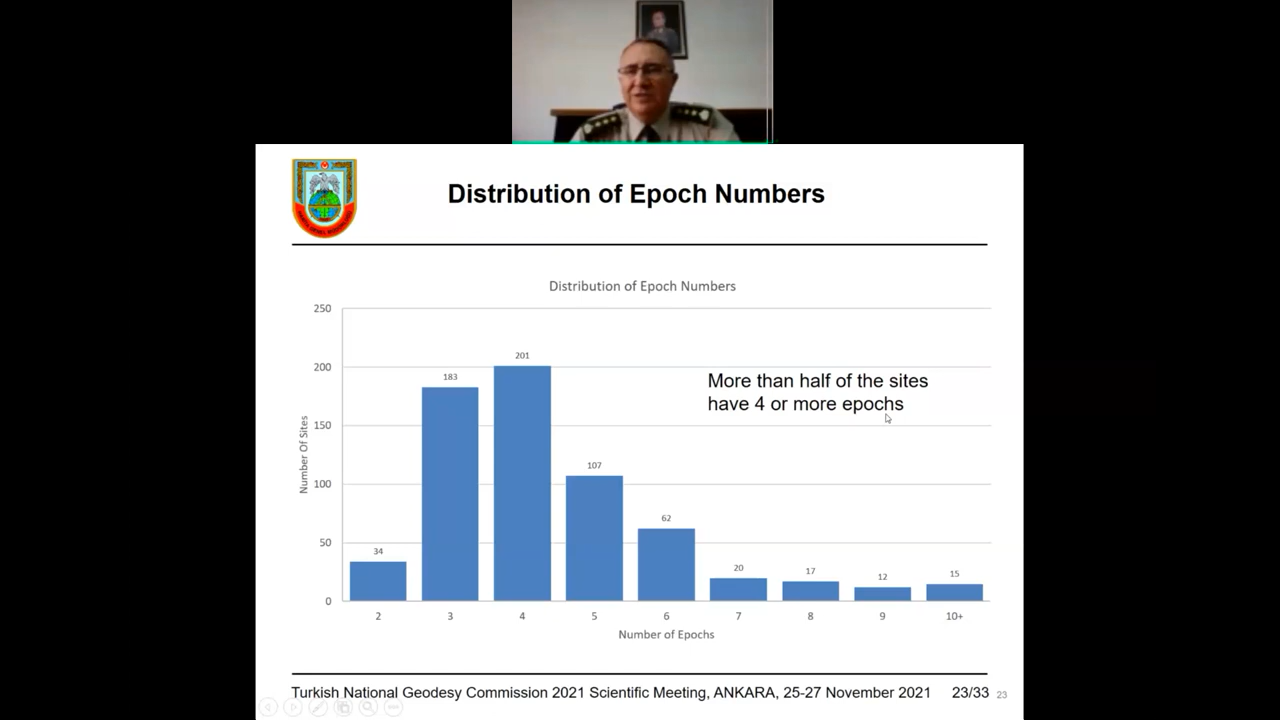 Distribution of Epoch Numbers
Distribution of Epoch Numbers
250
200
150
100
50
0
Number Of Sites
34
183
201
107
62
20
17
12
15
More than half of the sites
have 4 or more epochs
2 3 4 5 6 7 8 9 10+
Number of Epochs
Turkish National Geodesy Commission 2021 Scientific Meeting, ANKARA, 25-27 November 2021 23/33 23